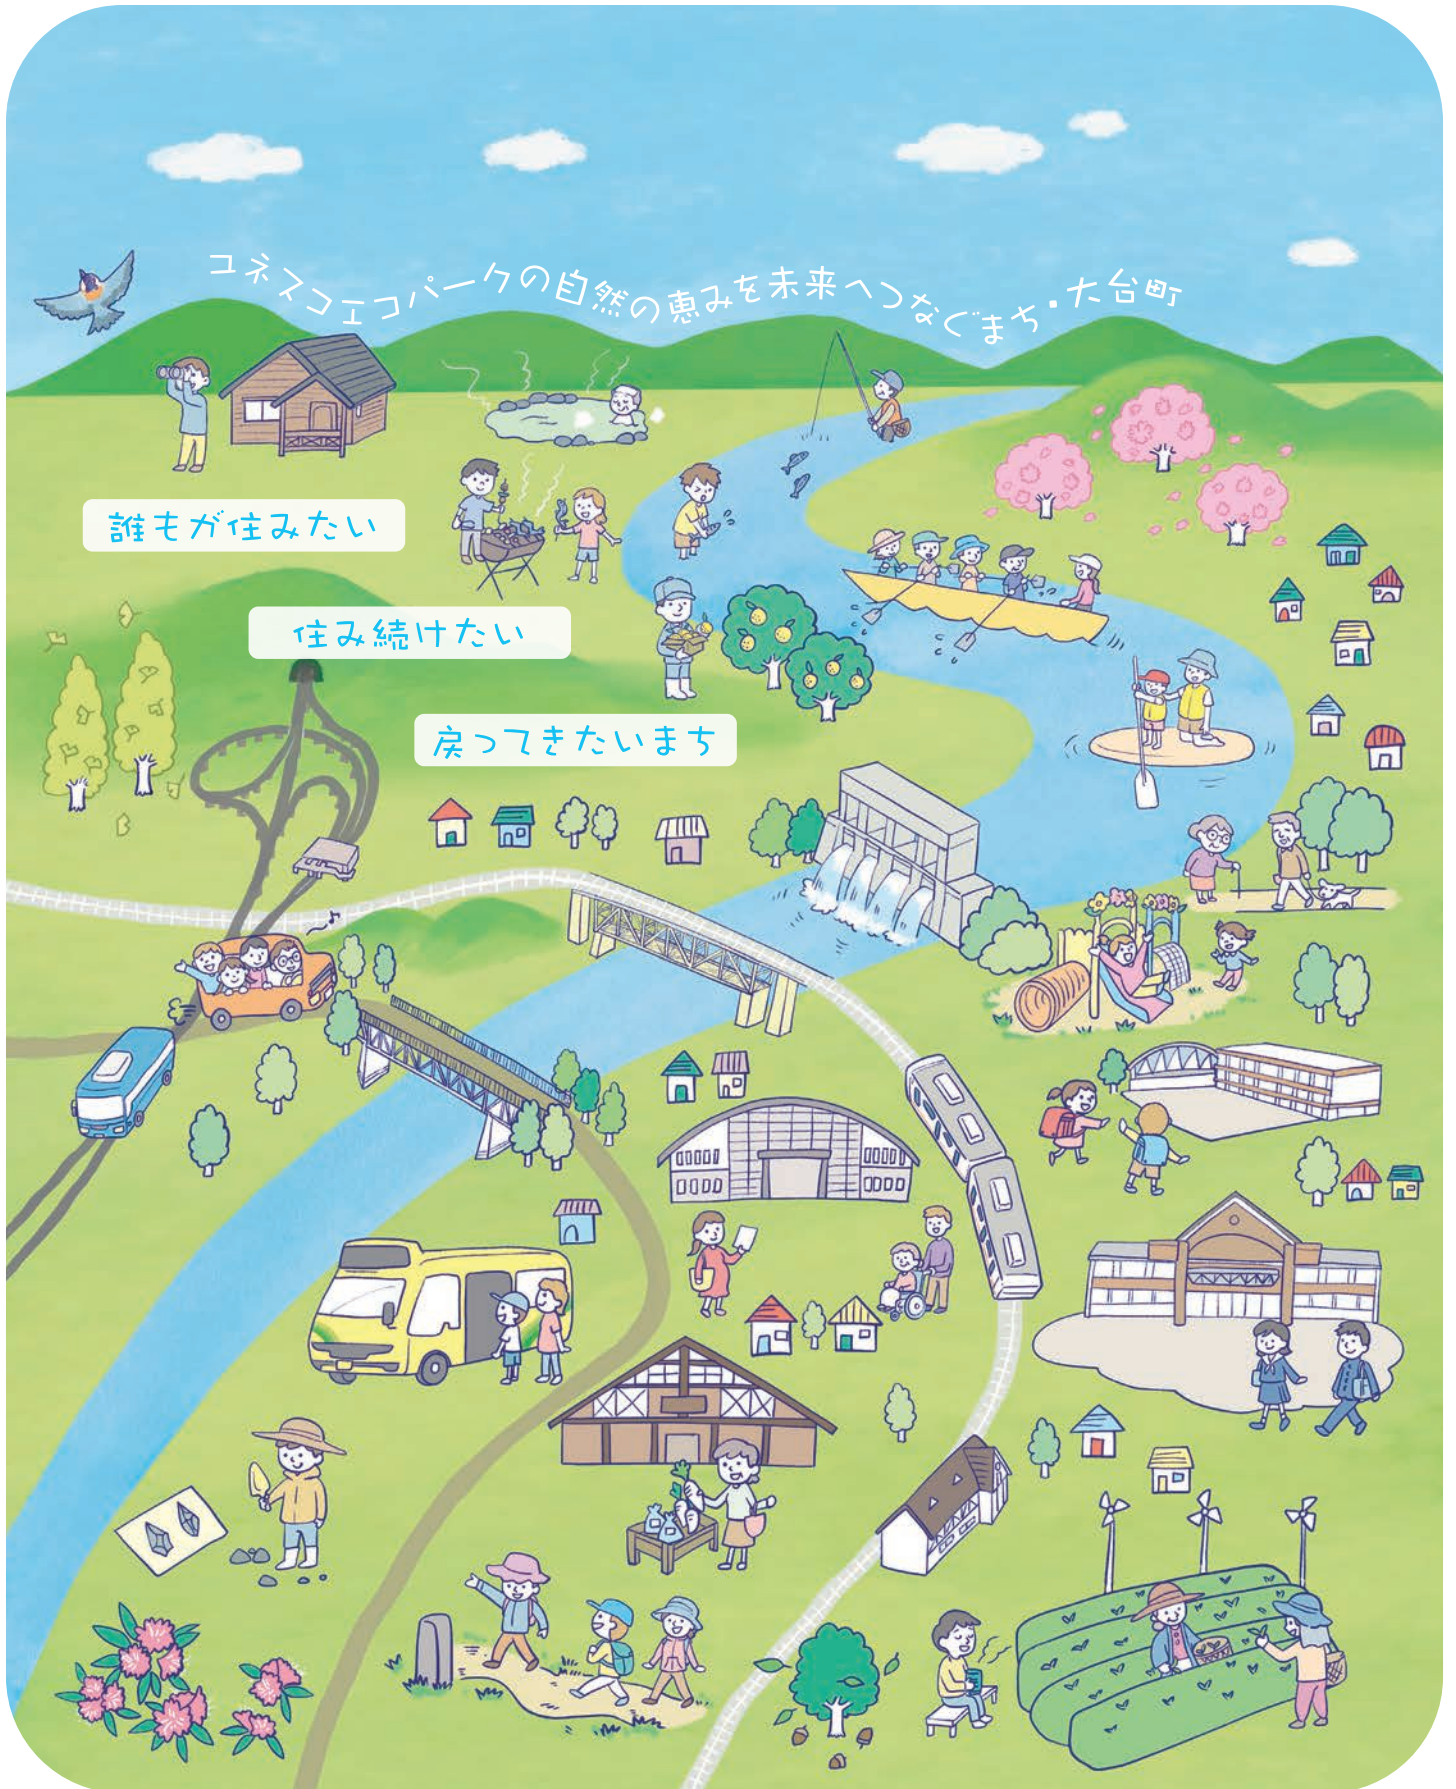 ユネスコエコパークの自然の恵みを未来へつなぐまち・大台町
誰もが住みたい
住み続けたい
戻ってきたいまち